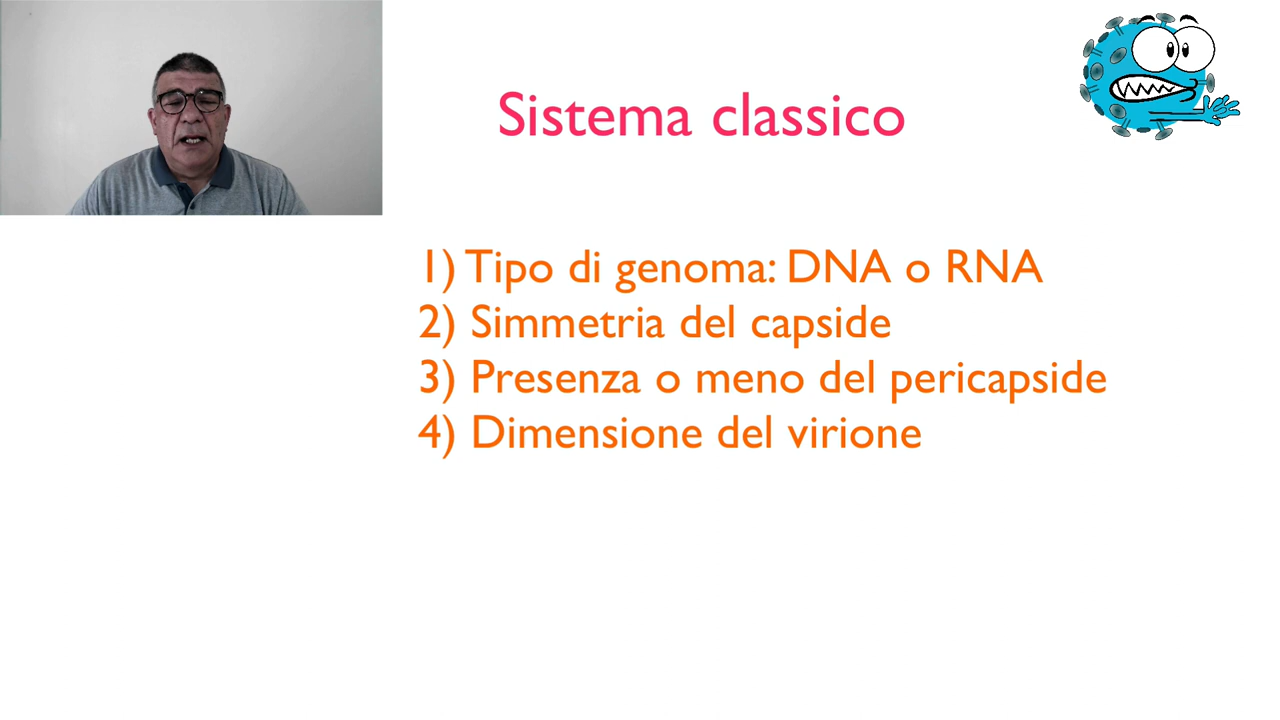 Sistema classico
1) Tipo di genoma: DNA o RNA
2) Simmetria del capside
3) Presenza o meno del pericapside
4) Dimensione del virione